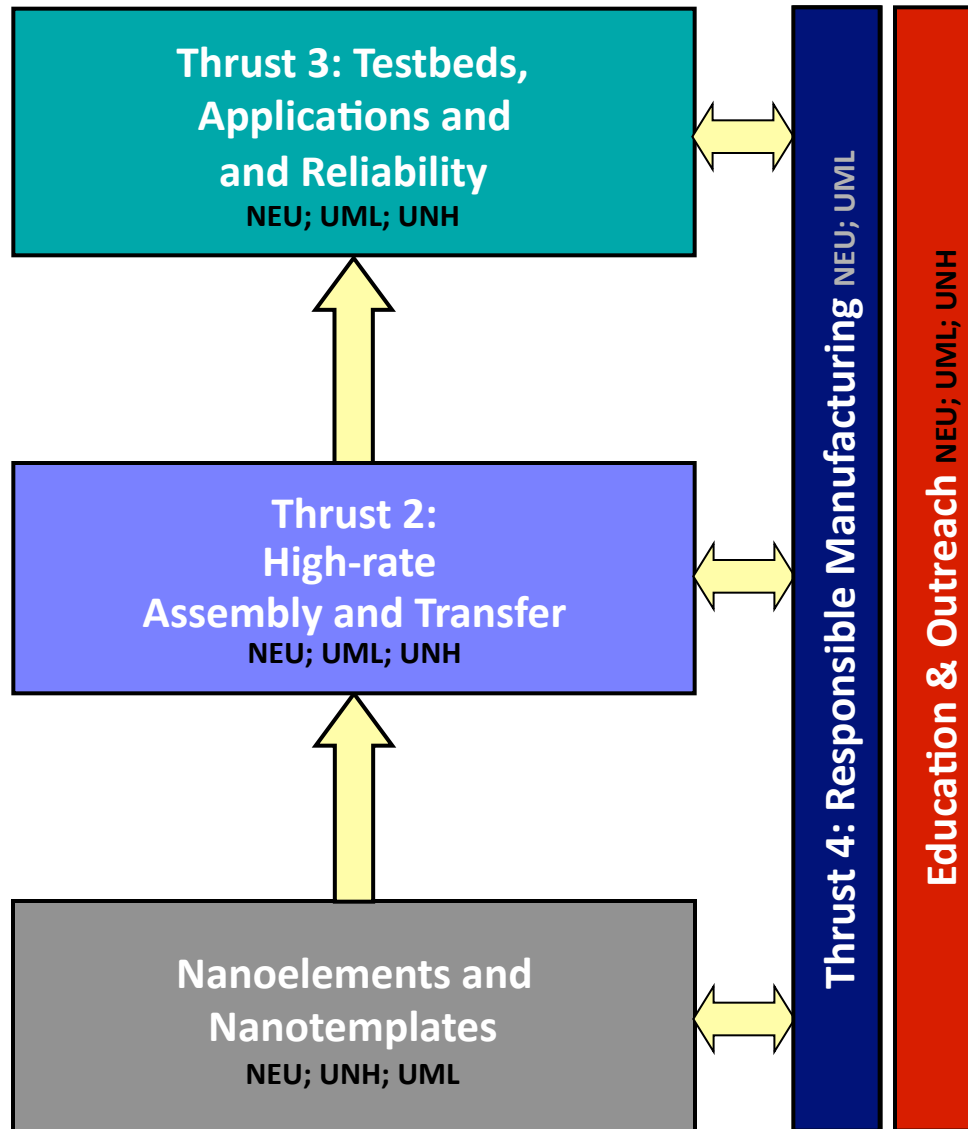 Thrust 3: Testbeds,
Applications and
and Reliability
NEU; UML; UNH
Thrust 2:
High-rate
Assembly and Transfer
NEU; UML; UNH
Nanoelements and
Nanotemplates
NEU; UNH; UML
Thrust 4: Responsible Manufacturing NEU; UML
Education & Outreach NEU; UML; UNH